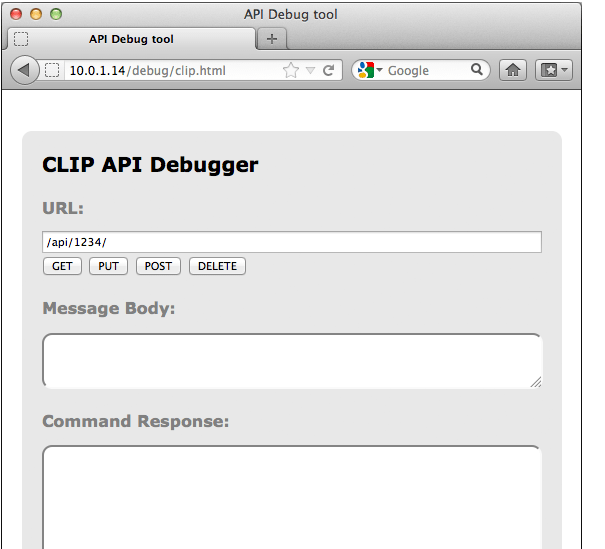 API Debug tool
API Debug tool
10.0.1.14/debug/clip.html
Google
CLIP API Debugger
URL:
/api/1234/
GET PUT POST DELETE
Message Body:
Command Response: